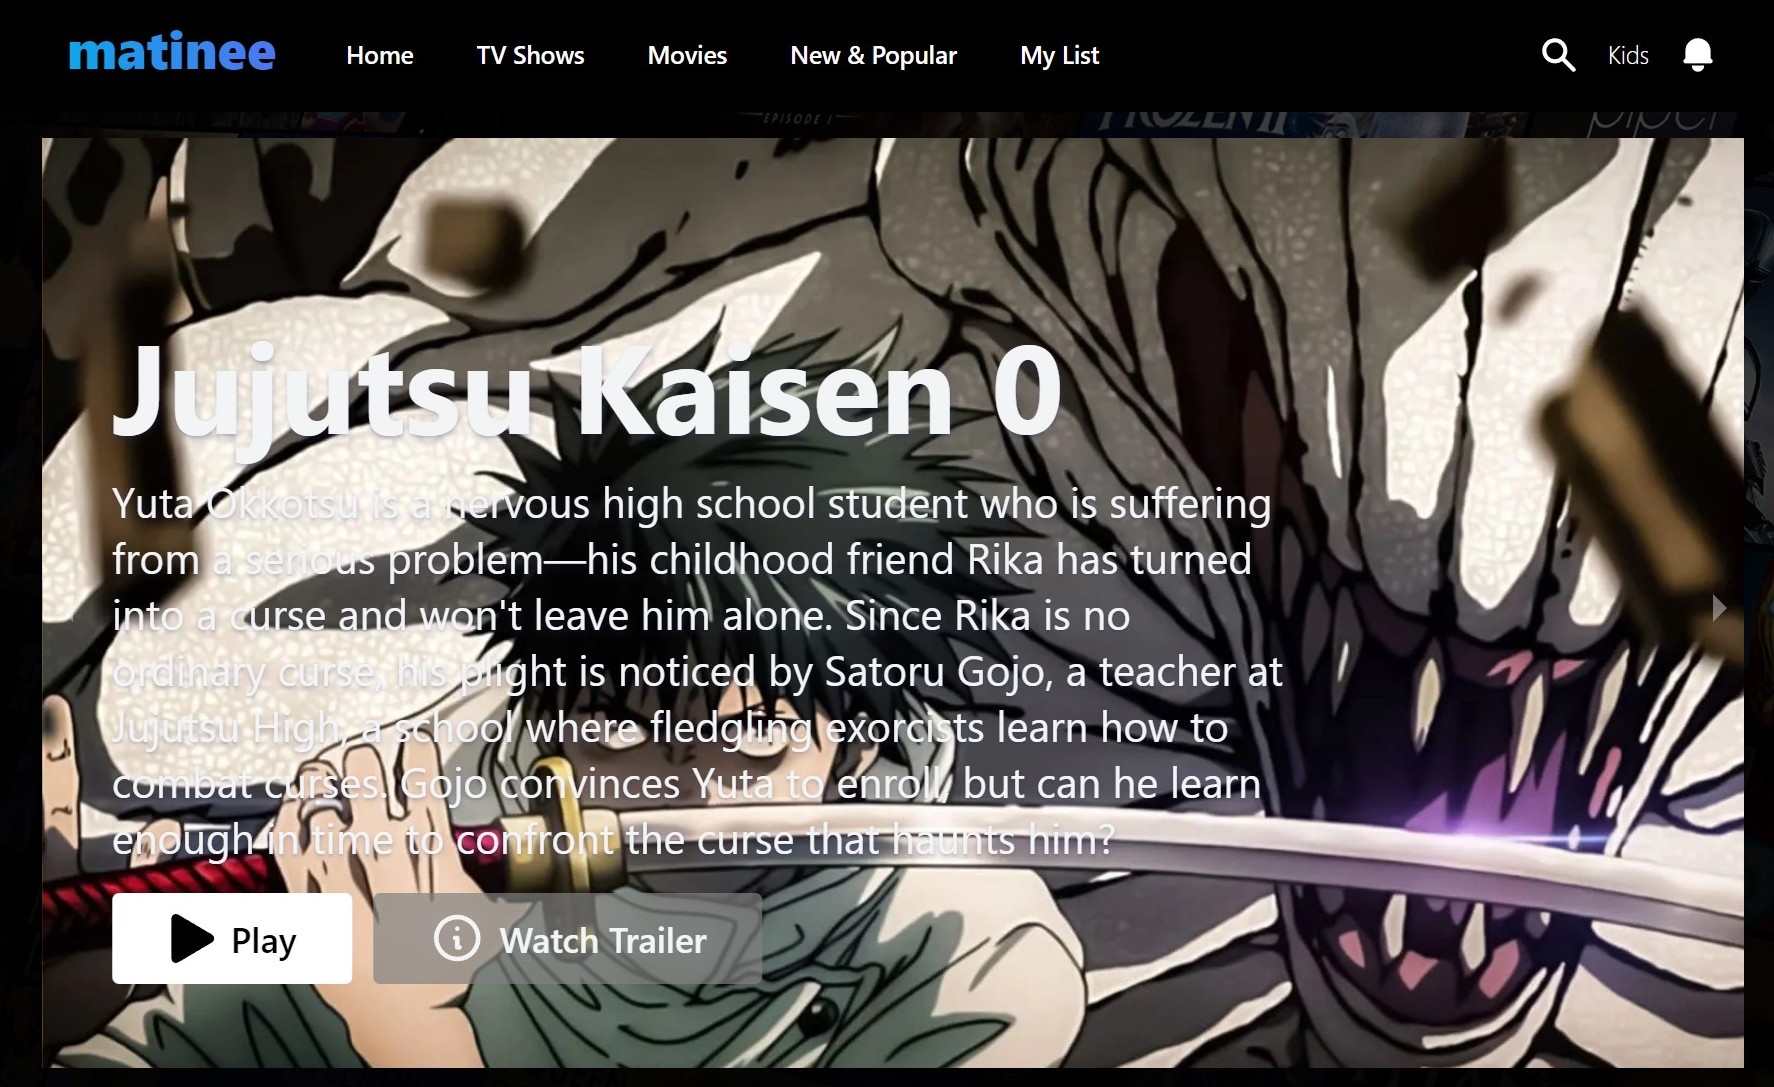 matinee
Home
TV Shows
Movies
New & Popular
My List
Kids
EPISODE I
FROZEN II
piper
Jujutsu Kaisen 0
Yuta Okkotsu is a nervous high school student who is suffering
from a serious problem—his childhood friend Rika has turned
into a curse and won't leave him alone. Since Rika is no
ordinary curse, his plight is noticed by Satoru Gojo, a teacher at
Jujutsu High, a school where fledgling exorcists learn how to
combat curses. Gojo convinces Yuta to enroll, but can he learn
enough in time to confront the curse that haunts him?
Play
Watch Trailer